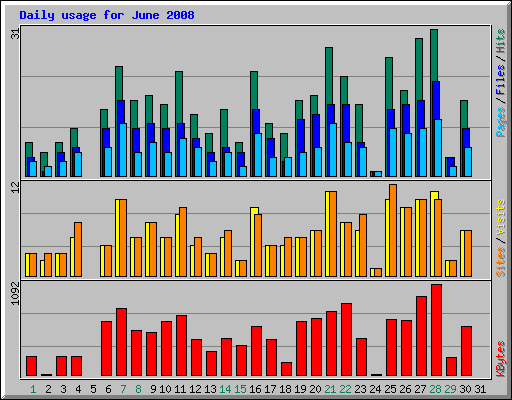 Daily usage for June 2008
31
Pages / Files / Hits
12
Sites / Visits
1092
KBytes
1 2 3 4 5 6 7 8 9 10 11 12 13 14 15 16 17 18 19 20 21 22 23 24 25 26 27 28 29 30 31